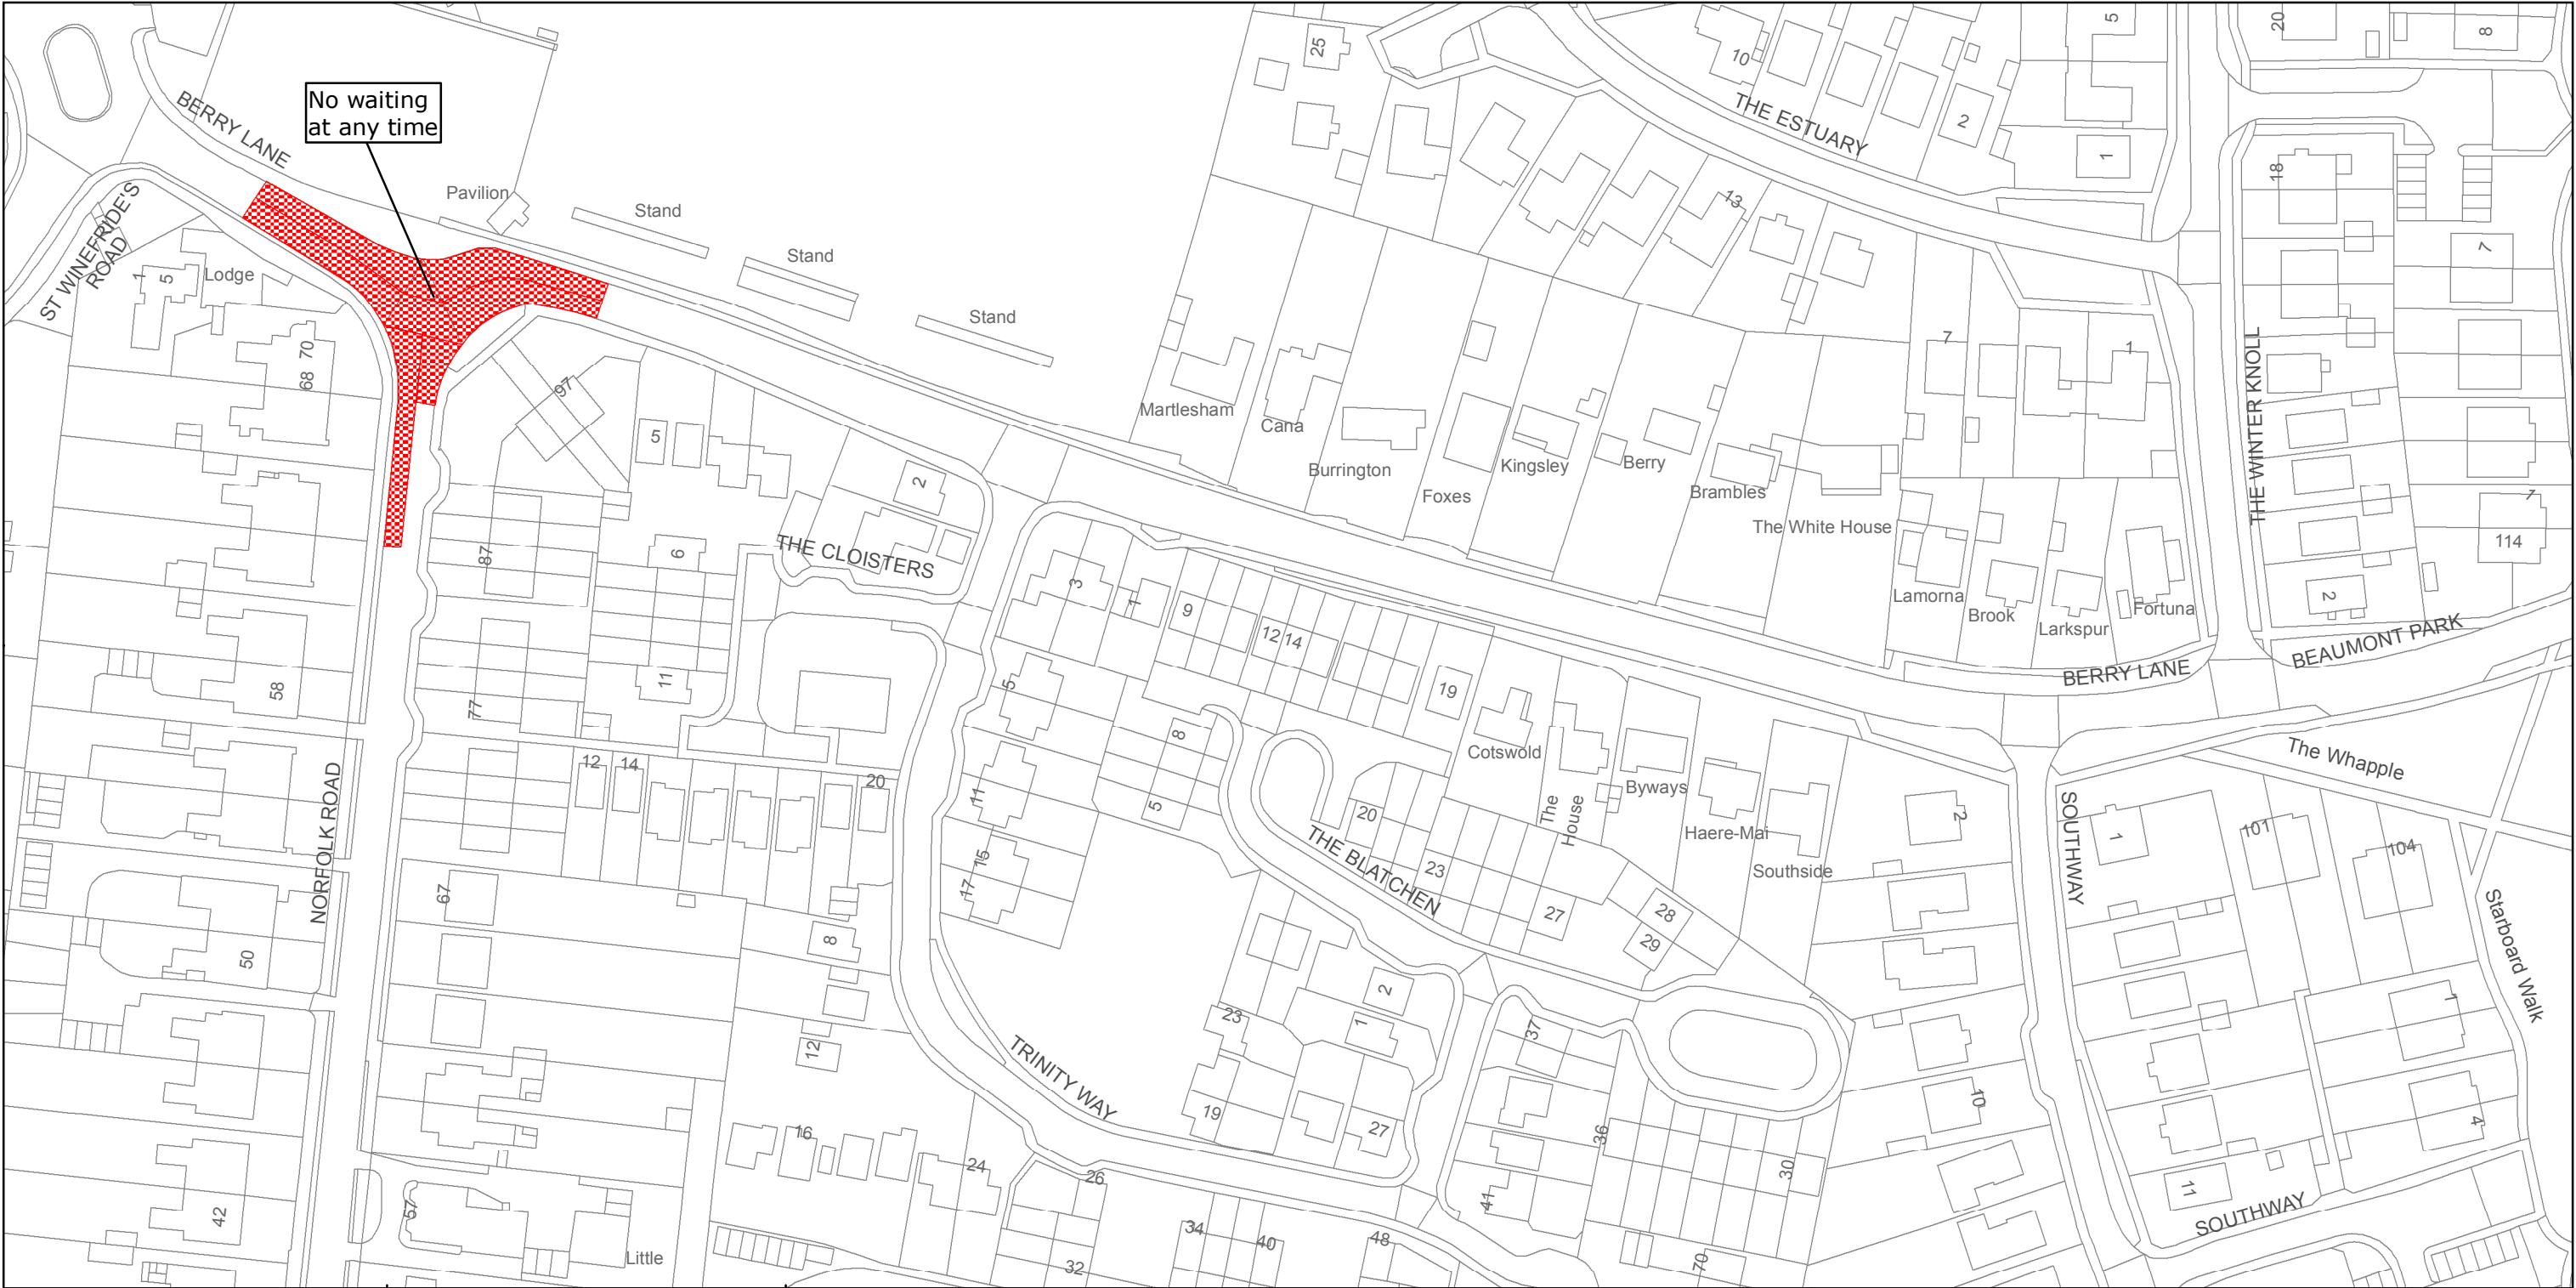 No waiting
at any time
BERRY LANE
ST WINEFRIDE'S
ROAD
1
5
Lodge
Pavilion
Stand
Stand
Stand
70
68
97
5
2
THE CLOISTERS
87
6
58
11
77
12
14
20
NORFOLK ROAD
67
50
8
12
42
57
16
24
Little
26
32
34
40
48
TRINITY WAY
25
10
THE ESTUARY
2
5
1
20
8
18
7
13
Martlesham
Cana
Burrington
Foxes
Kingsley
Berry
Brambles
The White House
7
1
THE WINTER KNOLL
Lamorna
Brook
Larkspur
Fortuna
2
1
114
BERRY LANE
BEAUMONT PARK
The Whapple
3
1
9
12
14
19
5
8
5
11
15
17
Cotswold
The
House
Byways
Haere-Mai
Southside
20
23
THE BLATCHEN
27
28
29
2
1
23
19
27
37
36
41
30
70
SOUTHWAY
2
1
101
104
Starboard Walk
1
4
10
11
SOUTHWAY